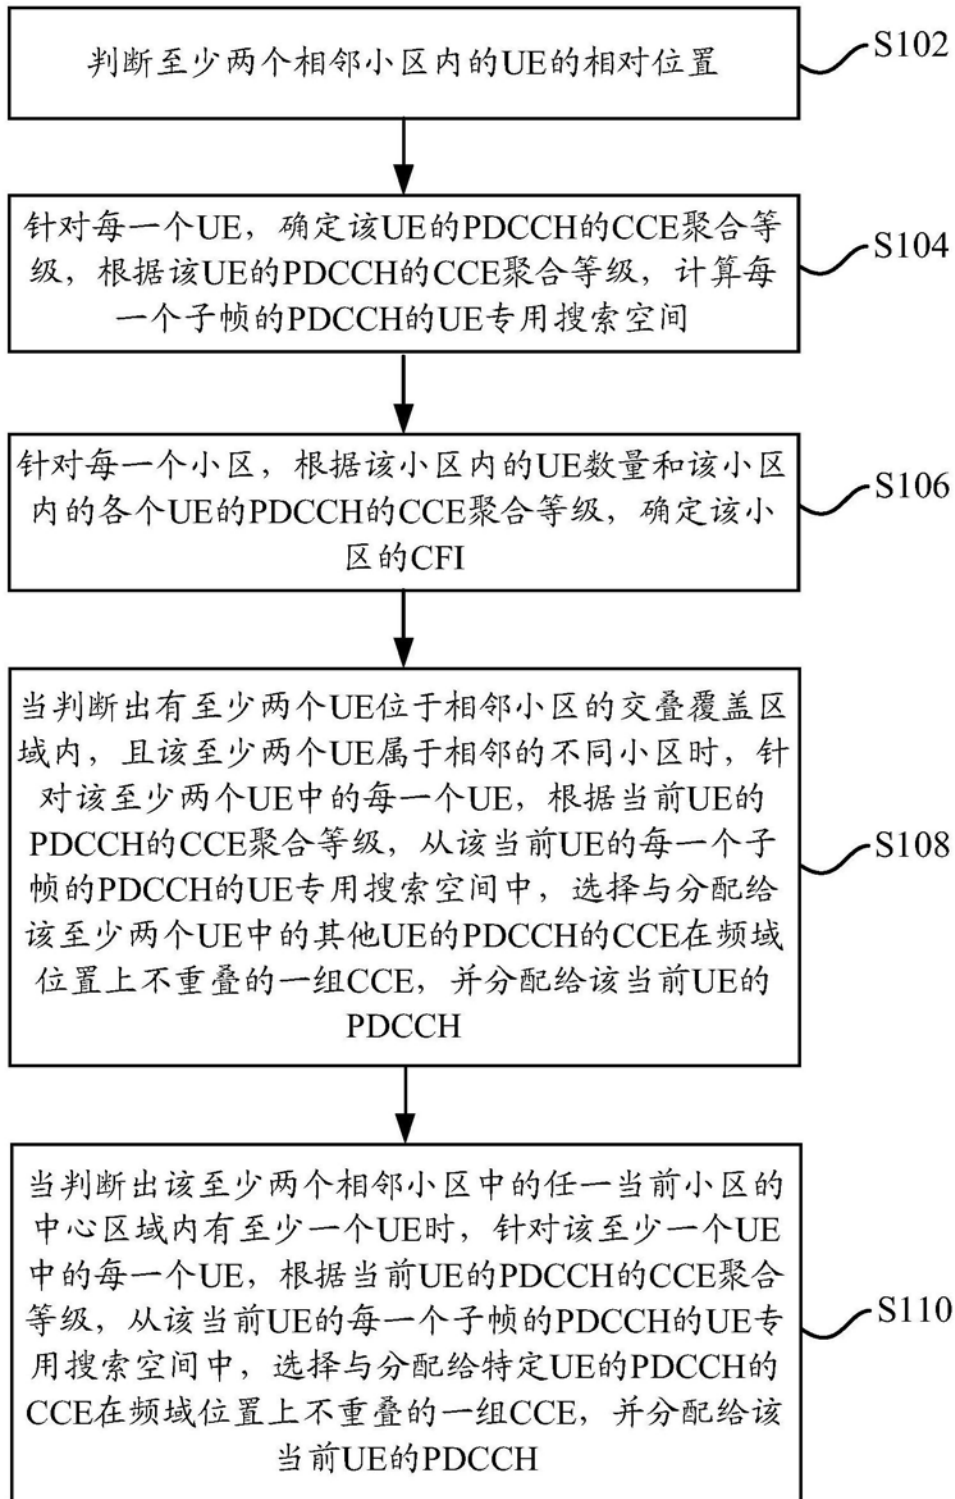 判断至少两个相邻小区内的UE的相对位置
S102
针对每一个UE，确定该UE的PDCCH的CCE聚合等
级，根据该UE的PDCCH的CCE聚合等级，计算每
一个子帧的PDCCH的UE专用搜索空间
S104
针对每一个小区，根据该小区内的UE数量和该小区
内的各个UE的PDCCH的CCE聚合等级，确定该小
区的CFI
S106
当判断出有至少两个UE位于相邻小区的交叠覆盖区
域内，且该至少两个UE属于相邻的不同小区时，针
对该至少两个UE中的每一个UE，根据当前UE的
PDCCH的CCE聚合等级，从该当前UE的每一个子
帧的PDCCH的UE专用搜索空间中，选择与分配给
该至少两个UE中的其他UE的PDCCH的CCE在频域
位置上不重叠的一组CCE，并分配给该当前UE的
PDCCH
S108
当判断出该至少两个相邻小区中的任一当前小区的
中心区域内有至少一个UE时，针对该至少一个UE
中的每一个UE，根据当前UE的PDCCH的CCE聚合
等级，从该当前UE的每一个子帧的PDCCH的UE专
用搜索空间中，选择与分配给特定UE的PDCCH的
CCE在频域位置上不重叠的一组CCE，并分配给该
当前UE的PDCCH
S110